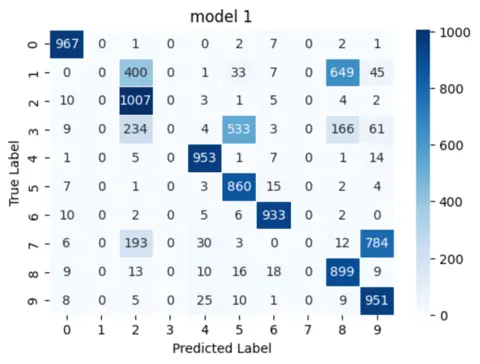 model 1
0 967 0 1 0 0 2 7 0 2 1
1 0 0 400 0 1 33 7 0 649 45
2 10 0 1007 0 3 1 5 0 4 2
3 9 0 234 0 4 533 3 0 166 61
4 1 0 5 0 953 1 7 0 1 14
5 7 0 1 0 3 860 15 0 2 4
6 10 0 2 0 5 6 933 0 2 0
7 6 0 193 0 30 3 0 0 12 784
8 9 0 13 0 10 16 18 0 899 9
9 8 0 5 0 25 10 1 0 9 951
0 1 2 3 4 5 6 7 8 9
Predicted Label
True Label
1000
800
600
400
200
0